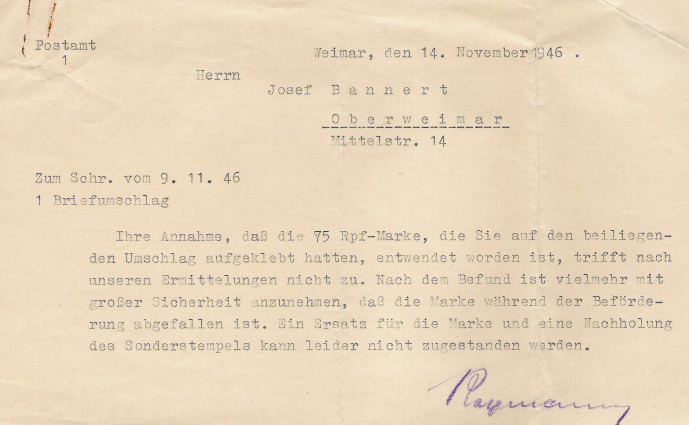 Postamt
1
Weimar, den 14. November 1946 .
Herrn
Josef Bannert
Oberweimar
Mittelstr. 14
Zum Schr. vom 9. 11. 46
1 Briefumschlag
Ihre Annahme, daß die 75 Rpf-Marke, die Sie auf den beiliegen-
den Umschlag aufgeklebt hatten, entwendet worden ist, trifft nach
unseren Ermittelungen nicht zu. Nach dem Befund ist vielmehr mit
großer Sicherheit anzunehmen, daß die Marke während der Beförde-
rung abgefallen ist. Ein Ersatz für die Marke und eine Nachholung
des Sonderstempels kann leider nicht zugestanden werden.